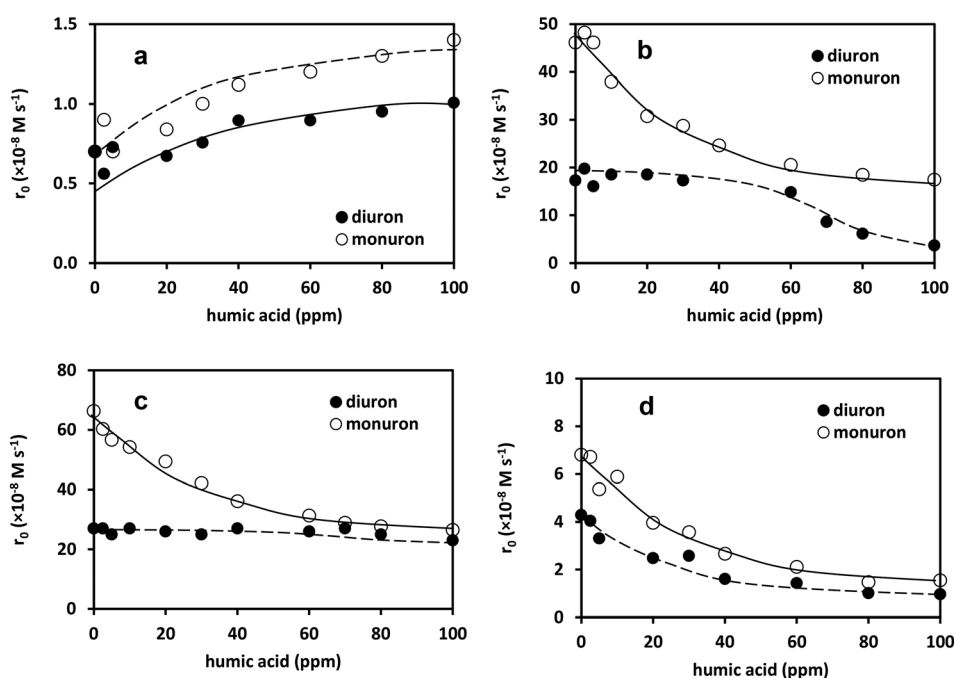 1.5
a
1.0
0.5
diuron
monuron
0.0
0 20 40 60 80 100
humic acid (ppm)
r₀ (×10⁻⁸ M s⁻¹)
50
b
diuron
monuron
40
30
20
10
0
0 20 40 60 80 100
humic acid (ppm)
r₀ (×10⁻⁸ M s⁻¹)
80
c
diuron
monuron
60
40
20
0
0 20 40 60 80 100
humic acid (ppm)
r₀ (×10⁻⁸ M s⁻¹)
10
d
diuron
monuron
8
6
4
2
0
0 20 40 60 80 100
humic acid (ppm)
r₀ (×10⁻⁸ M s⁻¹)